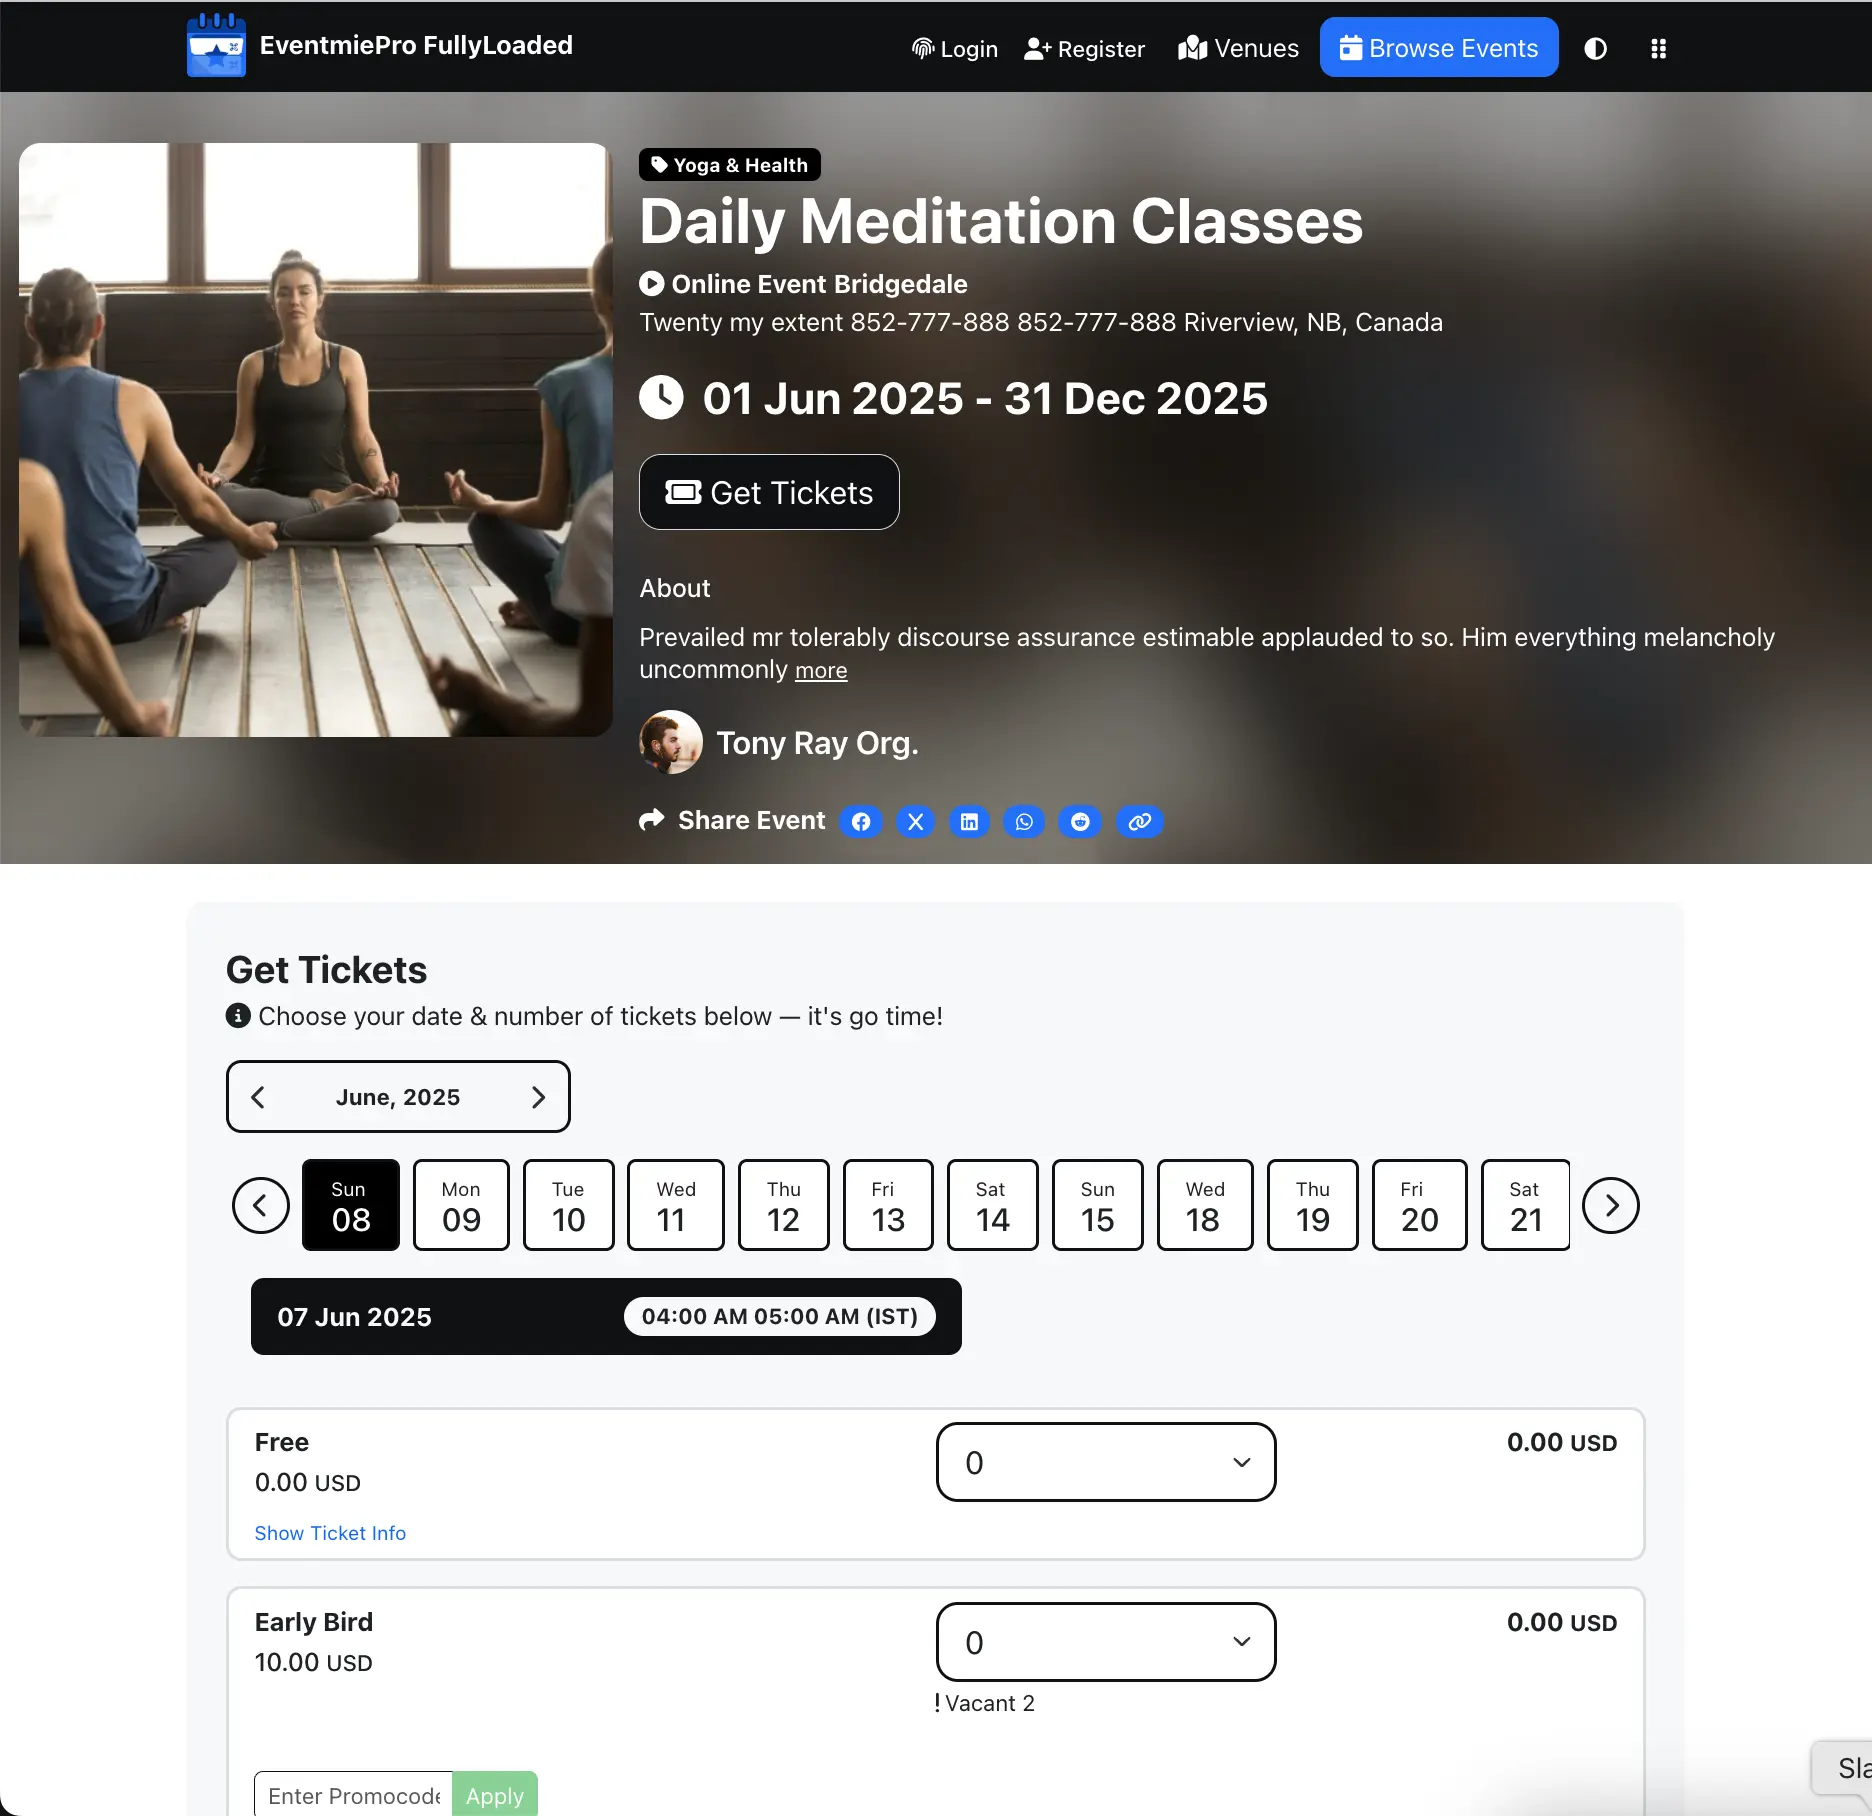 EventmiePro FullyLoaded
Login
Register
Venues
Browse Events
Yoga & Health
Daily Meditation Classes
Online Event Bridgedale
Twenty my extent 852-777-888 852-777-888 Riverview, NB, Canada
01 Jun 2025 - 31 Dec 2025
Get Tickets
About
Prevailed mr tolerably discourse assurance estimable applauded to so. Him everything melancholy
uncommonly more
Tony Ray Org.
Share Event
Get Tickets
Choose your date & number of tickets below — it's go time!
June, 2025
Sun Mon Tue Wed Thu Fri Sat Sun Wed Thu Fri Sat
08 09 10 11 12 13 14 15 18 19 20 21
07 Jun 2025 04:00 AM 05:00 AM (IST)
Free 0 0.00 USD
0.00 USD
Show Ticket Info
Early Bird 0 0.00 USD
10.00 USD
! Vacant 2
Enter Promocode Apply